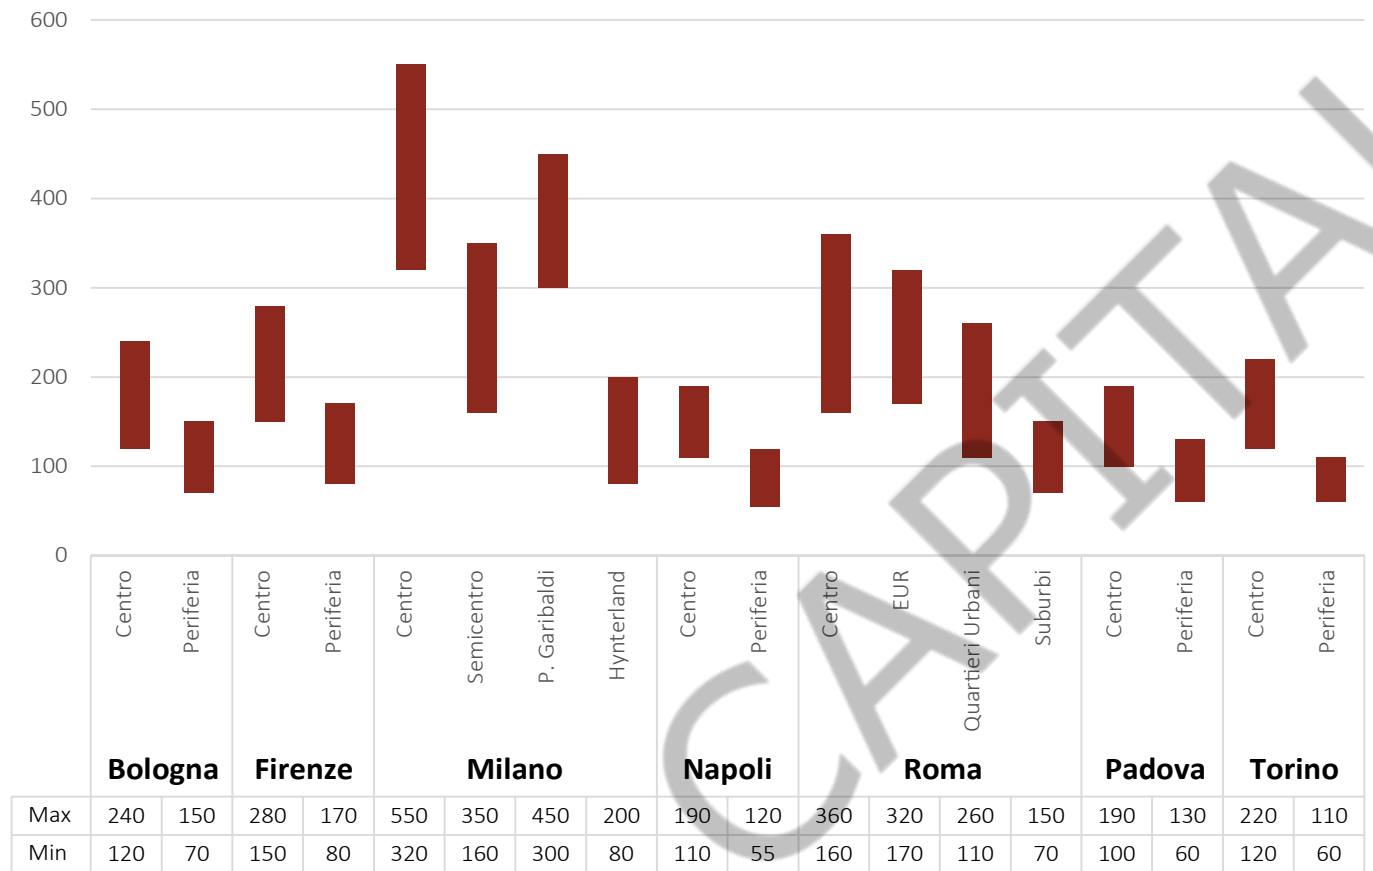 600
500
400
300
200
100
0
Centro Periferia Centro Periferia Centro Semicentro P. Garibaldi Hynterland Centro Periferia Centro EUR Quartieri Urbani Suburbi Centro Periferia Centro Periferia
Bologna Firenze Milano Napoli Roma Padova Torino
Max 240 150 280 170 550 350 450 200 190 120 360 320 260 150 190 130 220 110
Min 120 70 150 80 320 160 300 80 110 55 160 170 110 70 100 60 120 60
CAPITAL